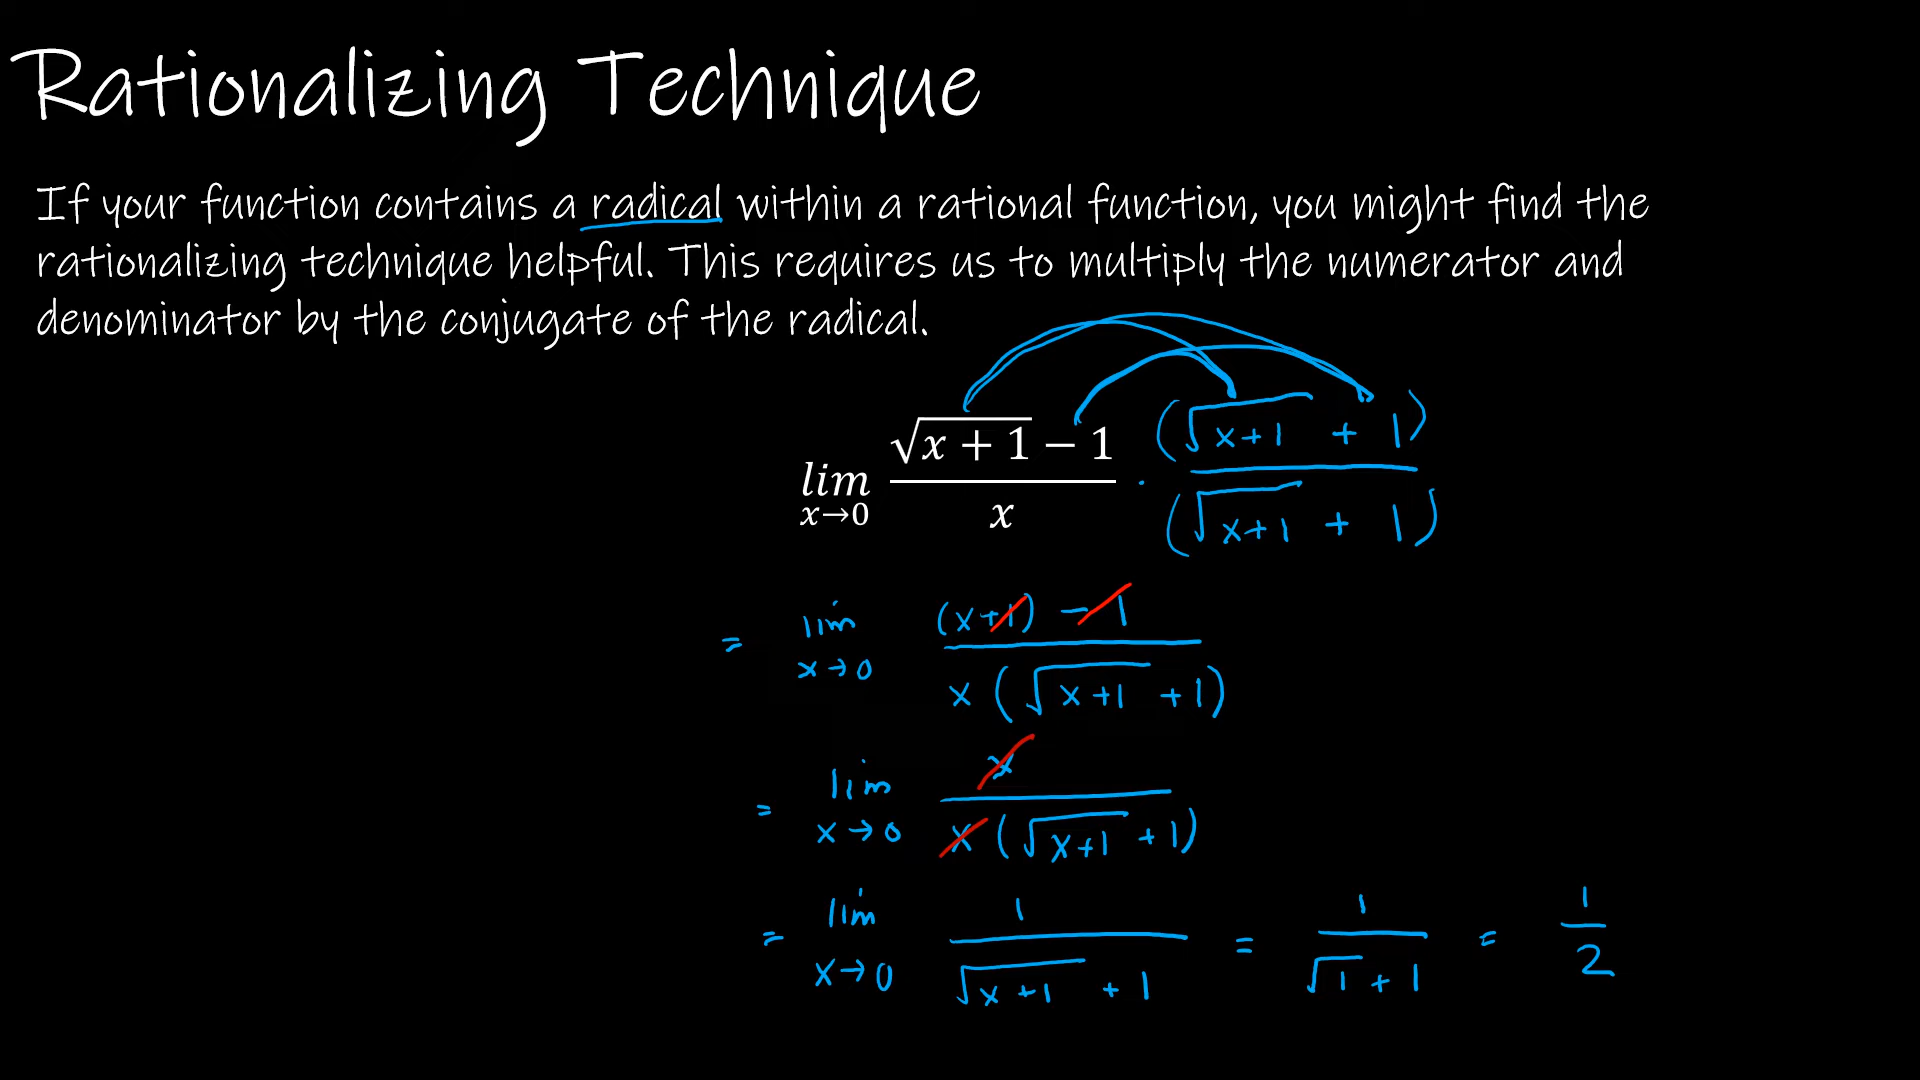 Rationalizing Technique
If your function contains a radical within a rational function, you might find the
rationalizing technique helpful. This requires us to multiply the numerator and
denominator by the conjugate of the radical.
lim x→0 (√(x + 1) − 1)/x · (√(x+1) + 1)/(√(x+1) + 1)
= lim x→0 ((x+1) − 1)/(x(√(x+1) + 1))
= lim x→0 x/(x(√(x+1) + 1))
= lim x→0 1/(√(x+1) + 1) = 1/(√1 + 1) = 1/2